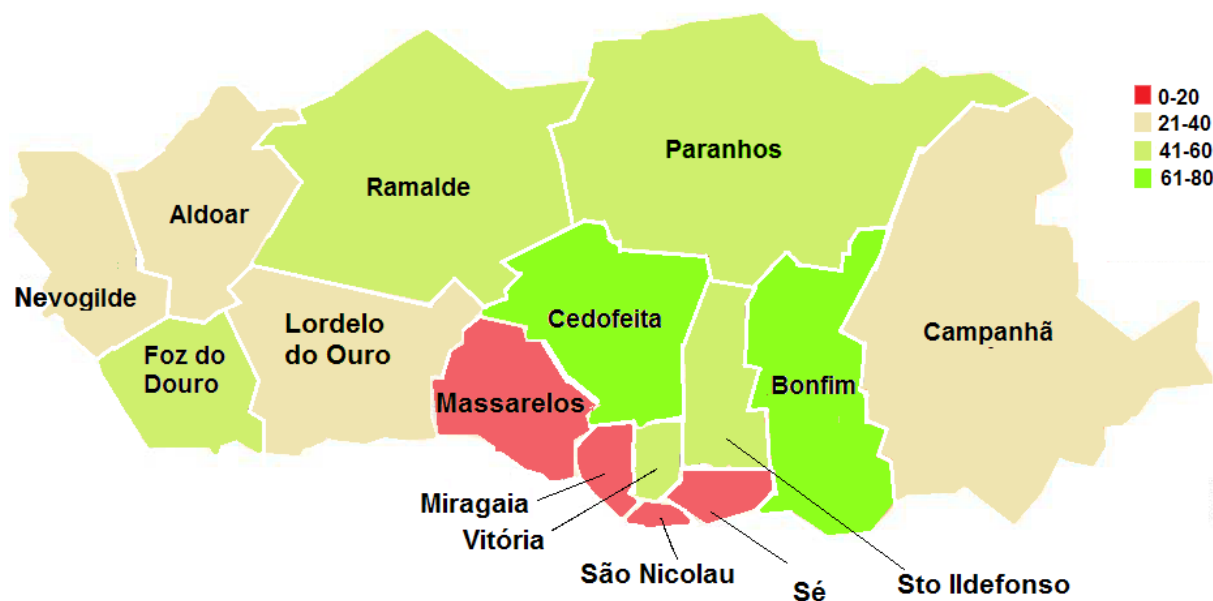 0-20
21-40
41-60
61-80
Paranhos
Ramalde
Aldoar
Nevogilde
Cedofeita
Lordelo
do Ouro
Campanhã
Foz do
Douro
Bonfim
Massarelos
Miragaia
Vitória
São Nicolau
Sé
Sto Ildefonso